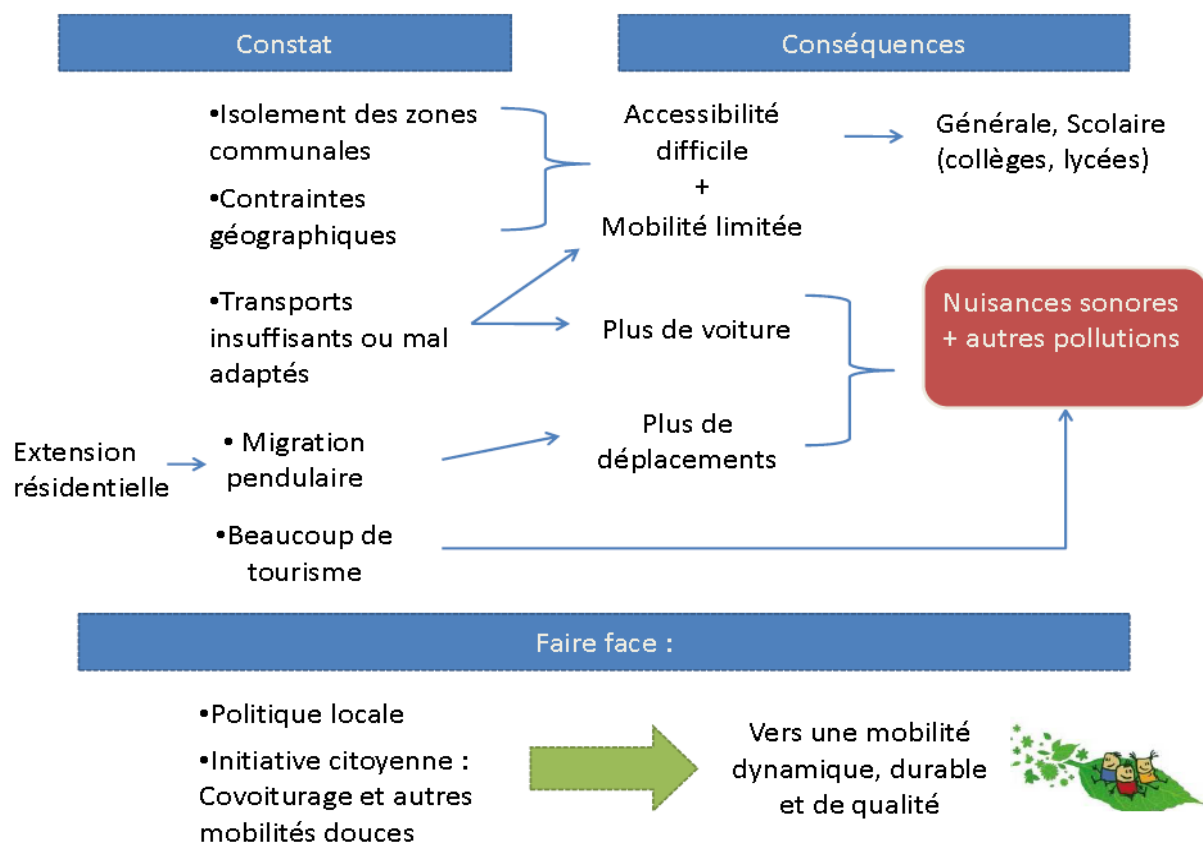 Constat
Conséquences
•Isolement des zones
communales
•Contraintes
géographiques
Accessibilité
difficile
+
Mobilité limitée
Générale, Scolaire
(collèges, lycées)
•Transports
insuffisants ou mal
adaptés
Plus de voiture
Nuisances sonores
+ autres pollutions
Extension
résidentielle
• Migration
pendulaire
Plus de
déplacements
•Beaucoup de
tourisme
Faire face :
•Politique locale
•Initiative citoyenne :
Covoiturage et autres
mobilités douces
Vers une mobilité
dynamique, durable
et de qualité